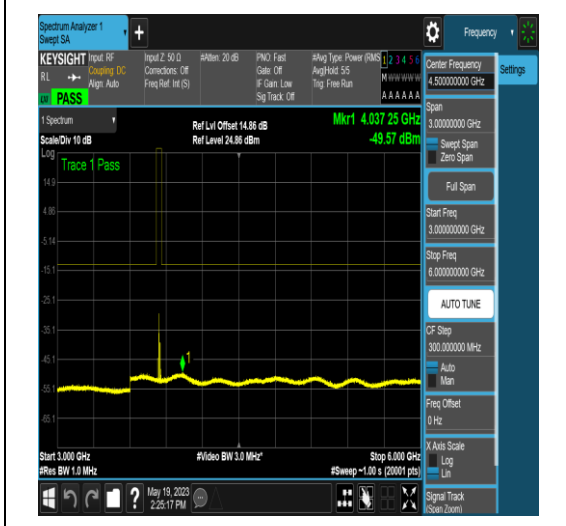 Spectrum Analyzer 1
Swept SA
+
Frequency
KEYSIGHT
Input: RF
Coupling: DC
Align: Auto
Input Z: 50 Ω
Corrections: Off
Freq Ref: Int (S)
#Atten: 20 dB
PNO: Fast
Gate: Off
IF Gain: Low
Sig Track: Off
#Avg Type: Power (RMS
Avg|Hold: 5/5
Trig: Free Run
1 2 3 4 5 6
M W W W W W
A A A A A A
RL
PASS
Settings
1 Spectrum
Scale/Div 10 dB
Ref Lvl Offset 14.86 dB
Ref Level 24.86 dBm
Mkr1 4.037 25 GHz
-49.57 dBm
Log
Trace 1 Pass
14.9
4.86
-5.14
-15.1
-25.1
-35.1
-45.1
-55.1
-65.1
1
Start 3.000 GHz
#Res BW 1.0 MHz
#Video BW 3.0 MHz*
Stop 6.000 GHz
#Sweep ~1.00 s (20001 pts)
Center Frequency
4.500000000 GHz
Span
3.00000000 GHz
Swept Span
Zero Span
Full Span
Start Freq
3.000000000 GHz
Stop Freq
6.000000000 GHz
AUTO TUNE
CF Step
300.000000 MHz
Auto
Man
Freq Offset
0 Hz
X Axis Scale
Log
Lin
Signal Track
(Span Zoom)
?
May 19, 2023
2:25:17 PM